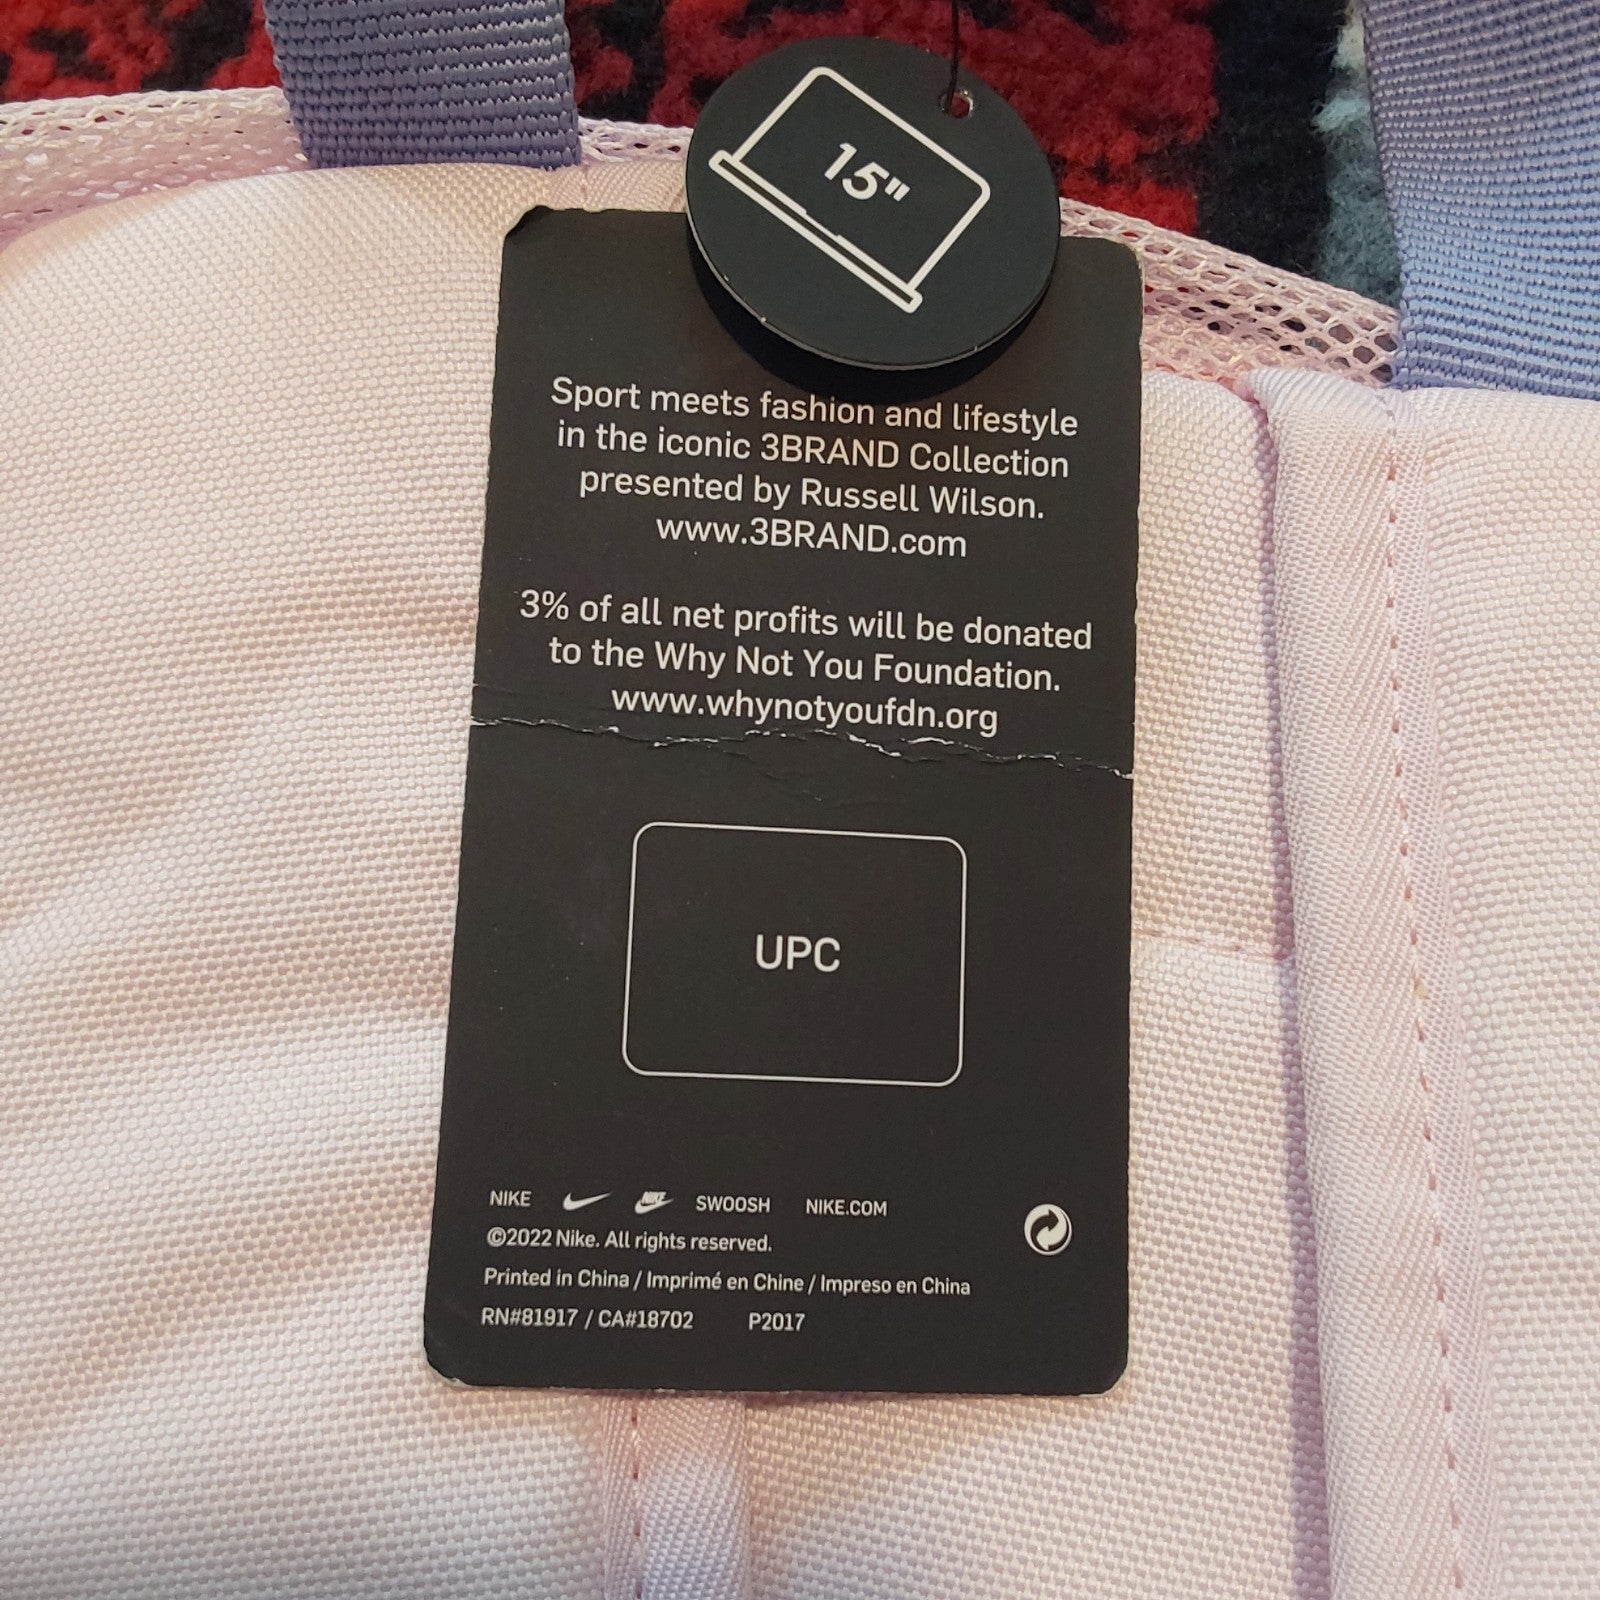 15"
Sport meets fashion and lifestyle
in the iconic 3BRAND Collection
presented by Russell Wilson.
www.3BRAND.com
3% of all net profits will be donated
to the Why Not You Foundation.
www.whynotyoufdn.org
UPC
NIKE NIKE SWOOSH NIKE.COM
©2022 Nike. All rights reserved.
Printed in China / Imprimé en Chine / Impreso en China
RN#81917 / CA#18702 P2017